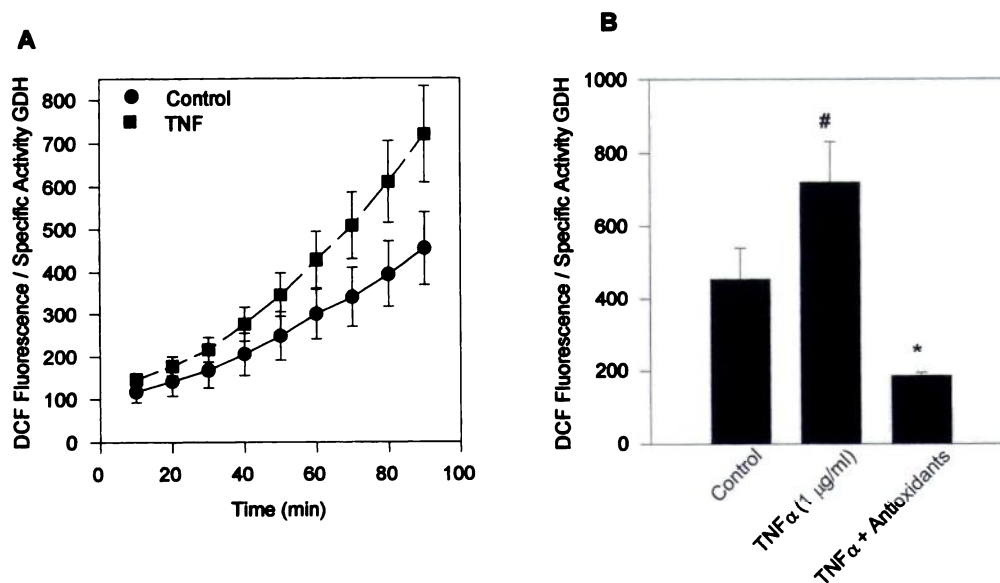 A
DCF Fluorescence / Specific Activity GDH
800
700
600
500
400
300
200
100
0
Control
TNF
0 20 40 60 80 100
Time (min)
B
DCF Fluorescence / Specific Activity GDH
1000
800
600
400
200
0
#
*
Control
TNFα (1 µg/ml)
TNFα + Antioxidants